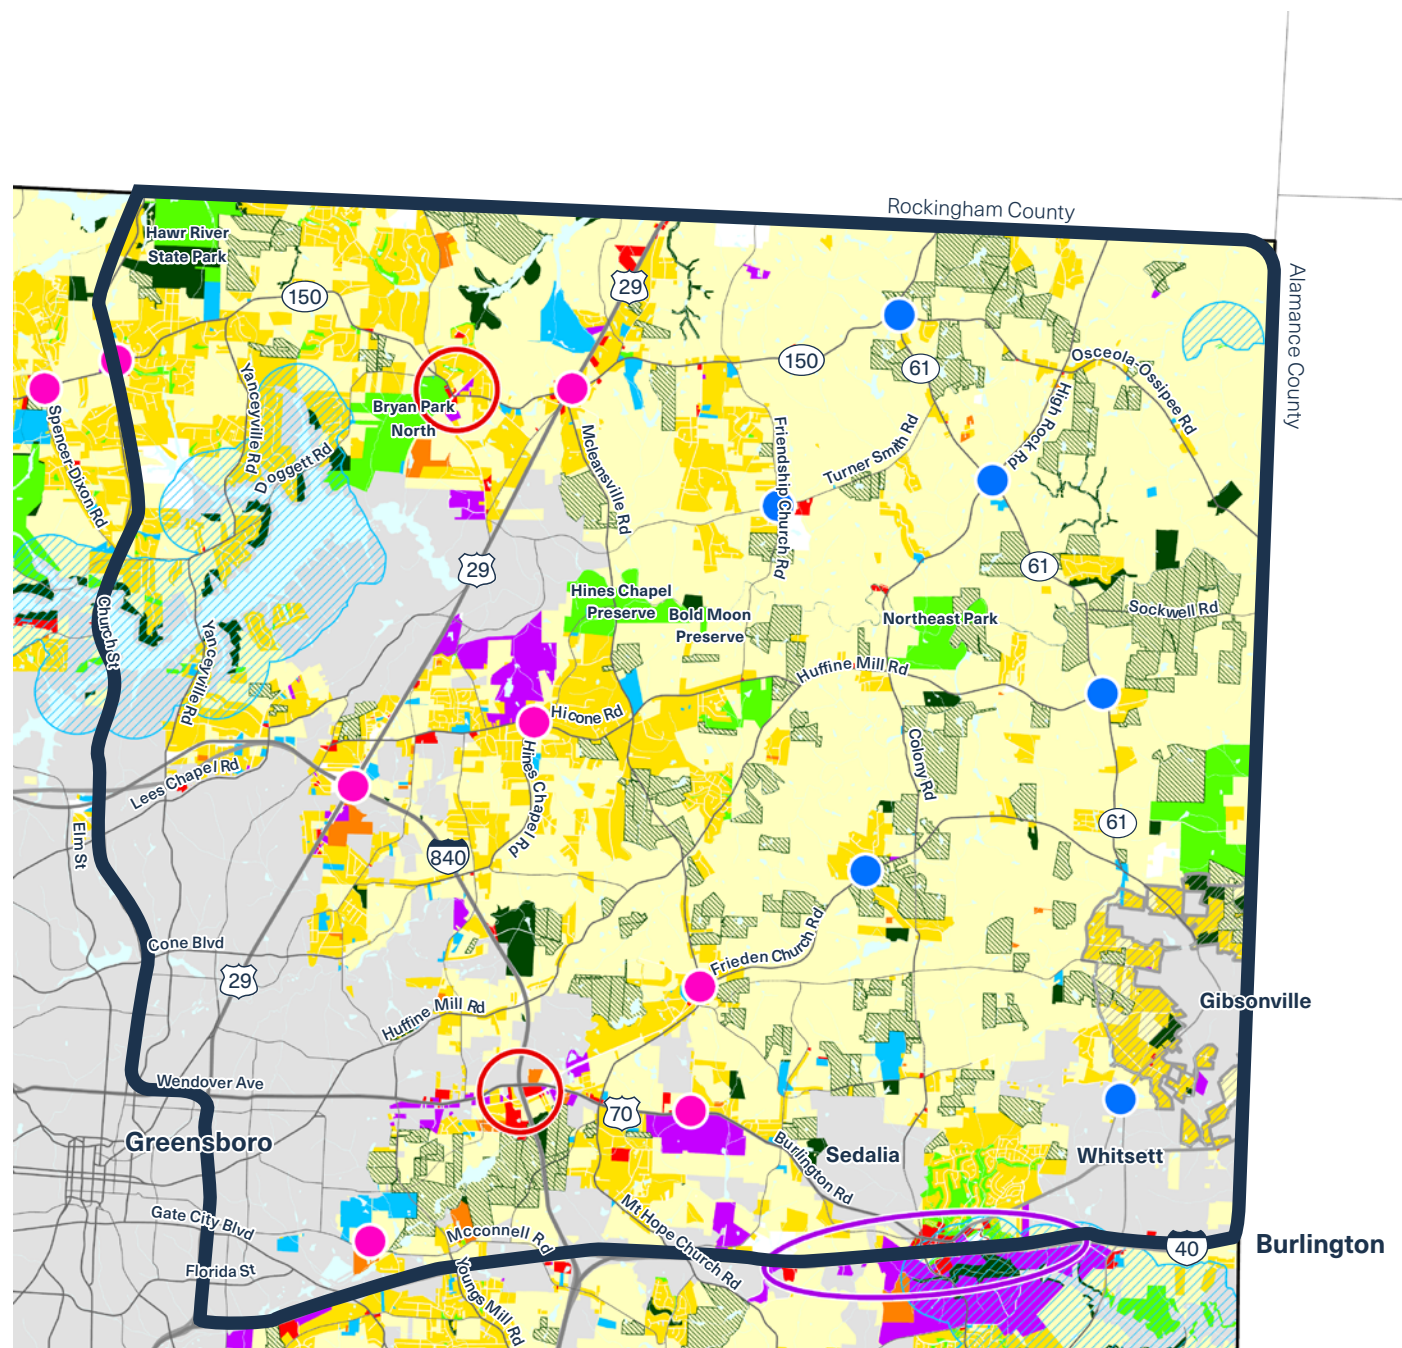 Rockingham County
Alamance County
Hawr River
State Park
150
29
150
61
Osceola-Ossipee Rd
High Rock Rd
Yanceyville Rd
Bryan Park
North
Spencer-Dixon Rd
Doggett Rd
Mcleansville Rd
Friendship Church Rd
Turner Smith Rd
29
61
Hines Chapel
Preserve
Bold Moon
Preserve
Northeast Park
Sockwell Rd
Church St
Yanceyville Rd
Huffine Mill Rd
Hicone Rd
Lees Chapel Rd
Hines Chapel Rd
Colony Rd
Elm St
840
61
Cone Blvd
29
Frieden Church Rd
Huffine Mill Rd
Gibsonville
Wendover Ave
70
Greensboro
Burlington Rd
Sedalia
Whitsett
Gate City Blvd
Mcconnell Rd
Mt Hope Church Rd
Florida St
Youngs Mill Rd
40
Burlington